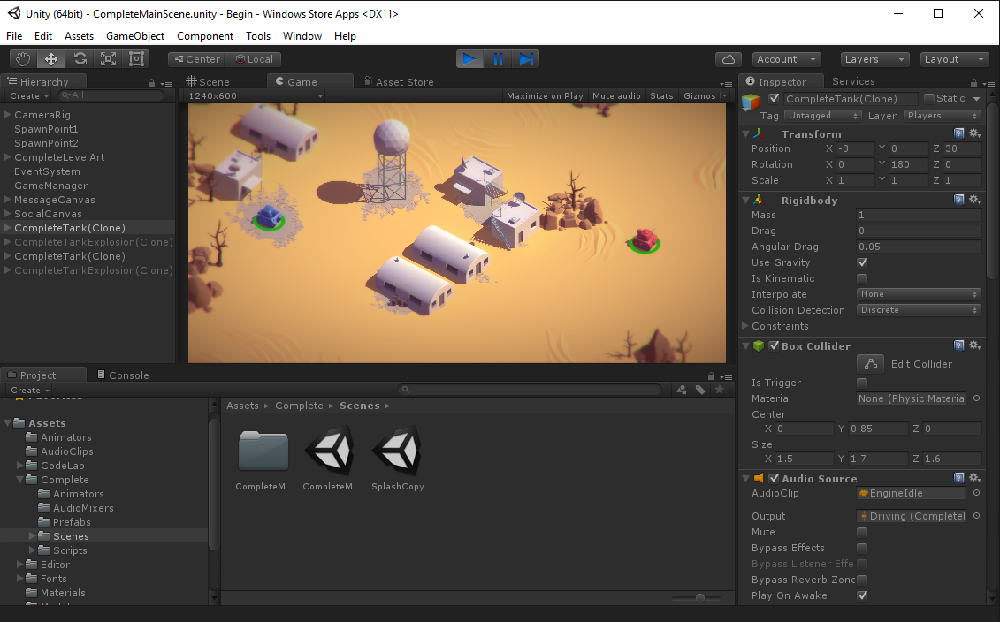 Unity (64bit) - CompleteMainScene.unity - Begin - Windows Store Apps <DX11>
File Edit Assets GameObject Component Tools Window Help
Center Local Account Layers Layout
Hierarchy
Create All
CameraRig
SpawnPoint1
SpawnPoint2
CompleteLevelArt
EventSystem
GameManager
MessageCanvas
SocialCanvas
CompleteTank(Clone)
CompleteTankExplosion(Clone)
CompleteTank(Clone)
CompleteTankExplosion(Clone)
Scene Game Asset Store
1240x600 Maximize on Play Mute audio Stats Gizmos
Project Console
Create
Favorites
Assets
Animators
AudioClips
CodeLab
Complete
Animators
AudioMixers
Prefabs
Scenes
Scripts
Editor
Fonts
Materials
Assets Complete Scenes
CompleteM... CompleteM... SplashCopy
Inspector Services
CompleteTank(Clone) Static
Tag Untagged Layer Players
Transform
Position X -3 Y 0 Z 30
Rotation X 0 Y 180 Z 0
Scale X 1 Y 1 Z 1
Rigidbody
Mass 1
Drag 0
Angular Drag 0.05
Use Gravity
Is Kinematic
Interpolate None
Collision Detection Discrete
Constraints
Box Collider
Edit Collider
Is Trigger
Material None (Physic Materia
Center
X 0 Y 0.85 Z 0
Size
X 1.5 Y 1.7 Z 1.6
Audio Source
AudioClip EngineIdle
Output Driving (Completel
Mute
Bypass Effects
Bypass Listener Effe
Bypass Reverb Zone
Play On Awake